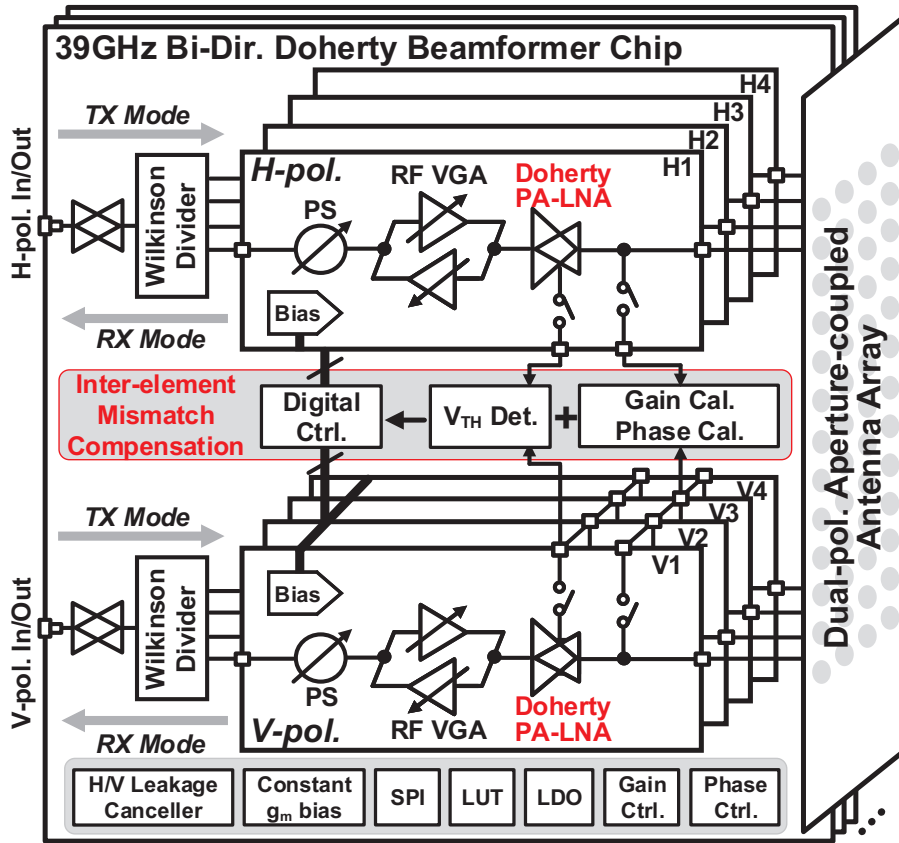 39GHz Bi-Dir. Doherty Beamformer Chip
TX Mode
H-pol. In/Out
Wilkinson
Divider
RX Mode
H4
H3
H2
H1
H-pol.
RF VGA
Doherty
PA-LNA
PS
Bias
Inter-element
Mismatch
Compensation
Digital
Ctrl.
VTH Det.
+
Gain Cal.
Phase Cal.
Dual-pol. Aperture-coupled
Antenna Array
TX Mode
V-pol. In/Out
Wilkinson
Divider
RX Mode
V4
V3
V2
V1
Bias
PS
RF VGA
Doherty
PA-LNA
V-pol.
H/V Leakage
Canceller
Constant
gm bias
SPI
LUT
LDO
Gain
Ctrl.
Phase
Ctrl.